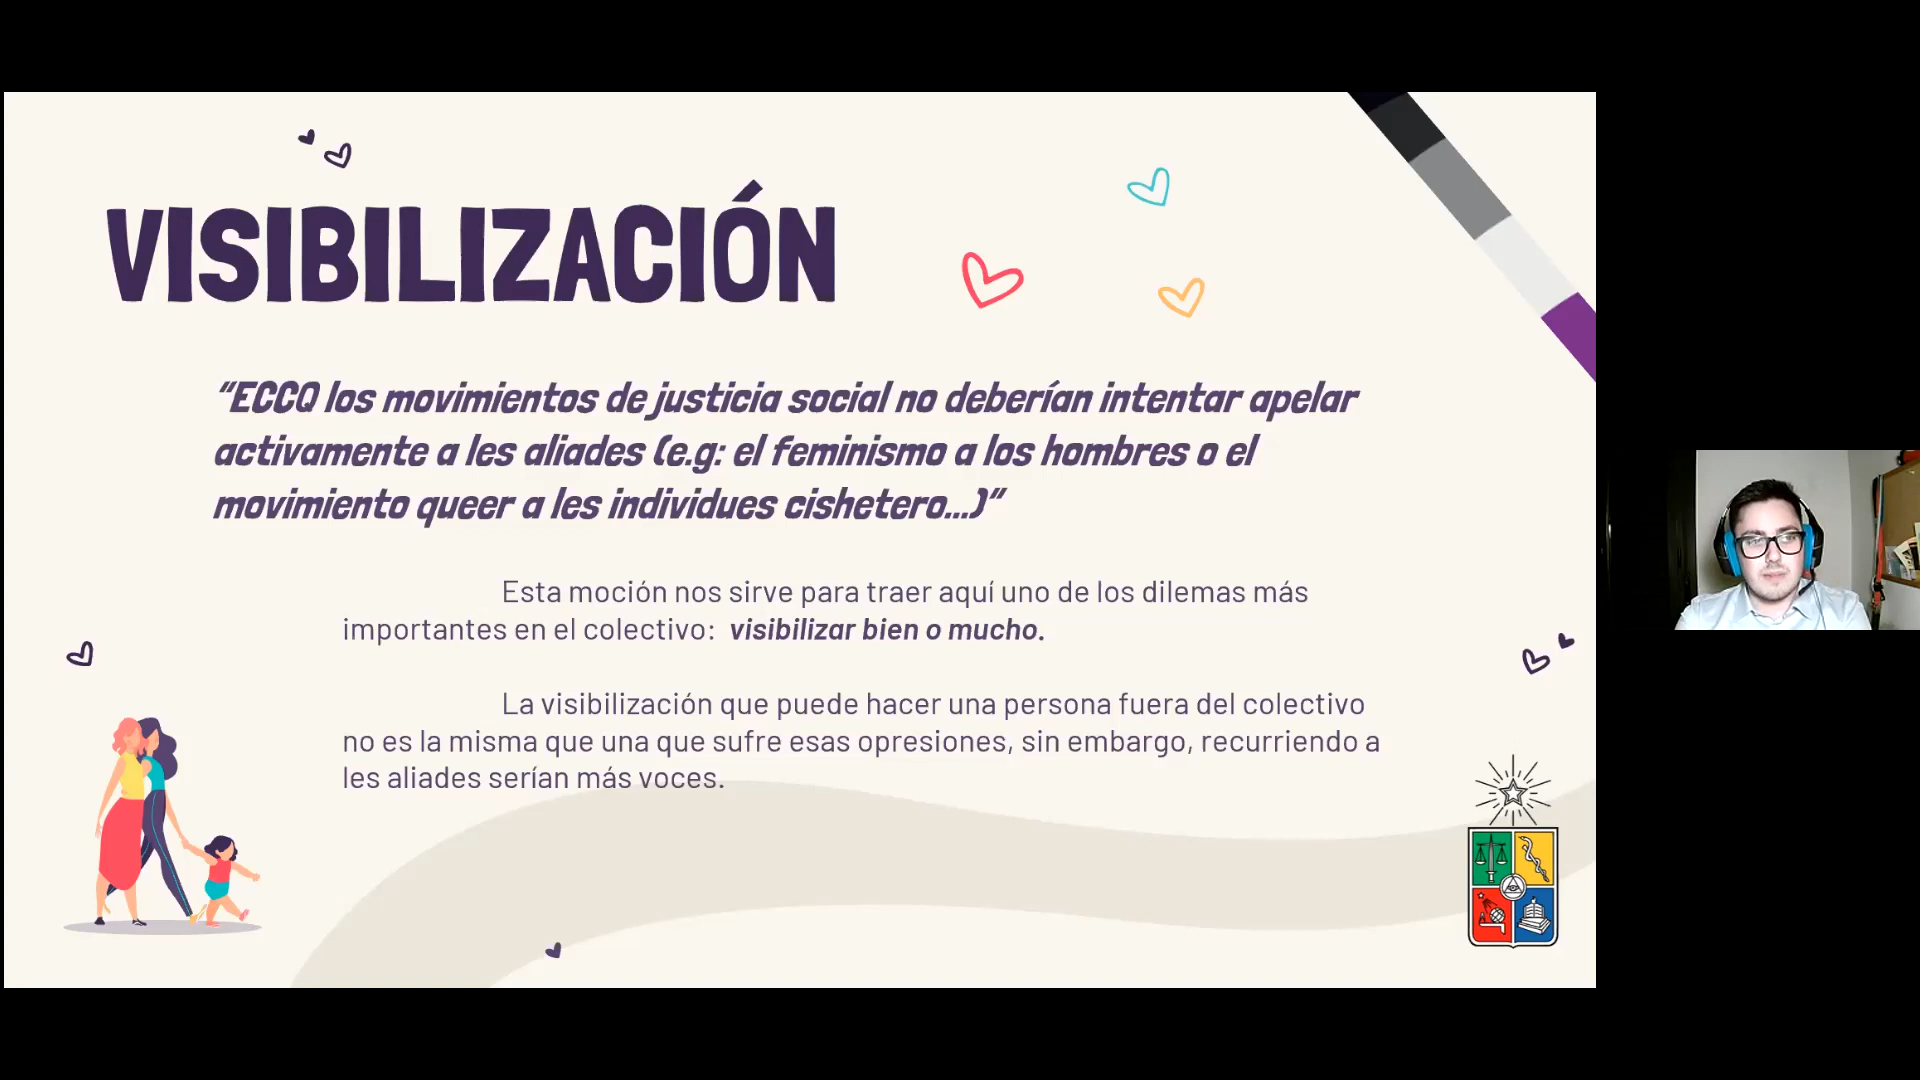 VISIBILIZACIÓN
“ECCQ los movimientos de justicia social no deberían intentar apelar
activamente a les aliades (e.g: el feminismo a los hombres o el
movimiento queer a les individues cishetero...)”
Esta moción nos sirve para traer aquí uno de los dilemas más
importantes en el colectivo: visibilizar bien o mucho.
La visibilización que puede hacer una persona fuera del colectivo
no es la misma que una que sufre esas opresiones, sin embargo, recurriendo a
les aliades serían más voces.